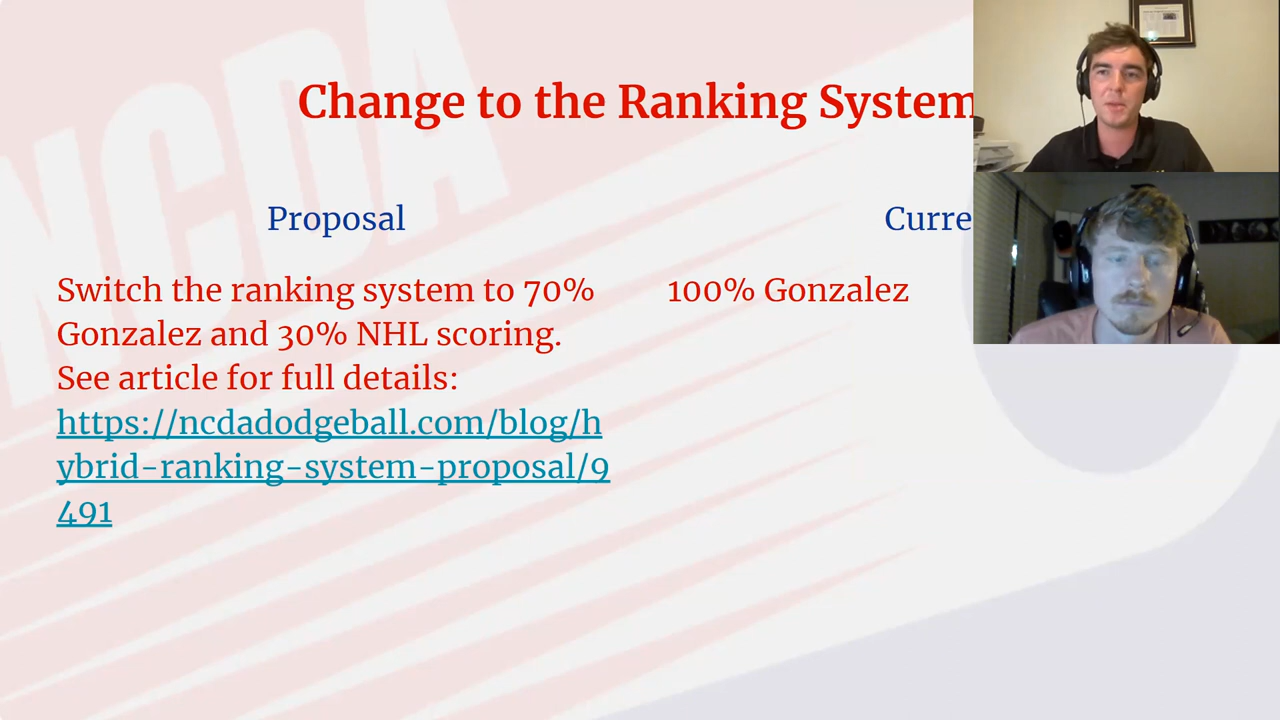 NCDA
Change to the Ranking System
Proposal
Curre
Switch the ranking system to 70%
Gonzalez and 30% NHL scoring.
See article for full details:
https://ncdadodgeball.com/blog/h
ybrid-ranking-system-proposal/9
491
100% Gonzalez